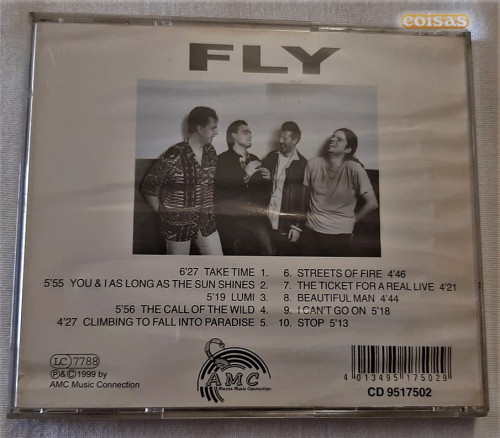 coisas
FLY
6'27 TAKE TIME 1.
5'55 YOU & I AS LONG AS THE SUN SHINES 2.
5'19 LUMI 3.
5'56 THE CALL OF THE WILD 4.
4'27 CLIMBING TO FALL INTO PARADISE 5.
6. STREETS OF FIRE 4'46
7. THE TICKET FOR A REAL LIVE 4'21
8. BEAUTIFUL MAN 4'44
9. I CAN'T GO ON 5'18
10. STOP 5'13
LC 7788
℗&© 1999 by
AMC Music Connection
AMC
Music Connection
4 013495 175029
CD 9517502